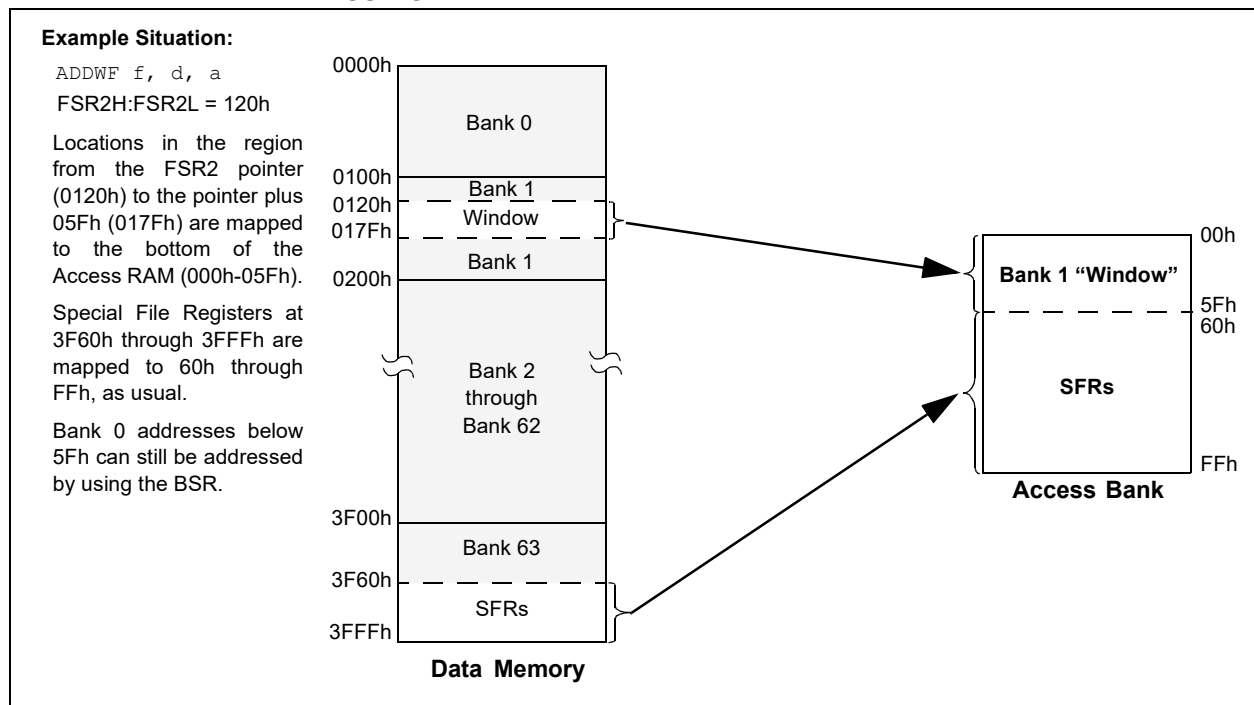 Example Situation:
ADDWF f, d, a
FSR2H:FSR2L = 120h
Locations in the region
from the FSR2 pointer
(0120h) to the pointer plus
05Fh (017Fh) are mapped
to the bottom of the
Access RAM (000h-05Fh).
Special File Registers at
3F60h through 3FFFh are
mapped to 60h through
FFh, as usual.
Bank 0 addresses below
5Fh can still be addressed
by using the BSR.
0000h
Bank 0
0100h
Bank 1
0120h
Window
017Fh
Bank 1
0200h
Bank 2
through
Bank 62
3F00h
Bank 63
3F60h
SFRs
3FFFh
Data Memory
00h
Bank 1 “Window”
5Fh
60h
SFRs
FFh
Access Bank